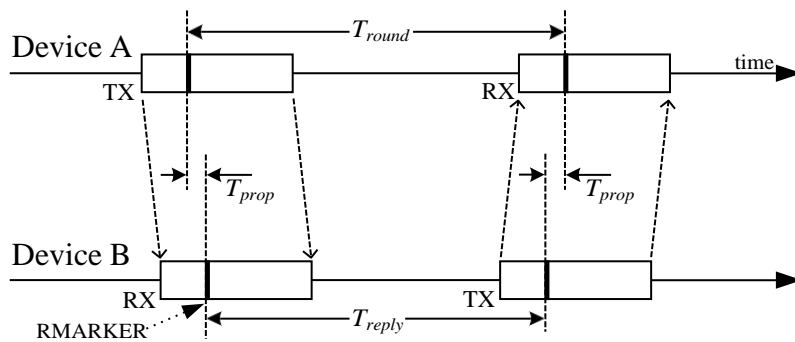 T_round
Device A
time
TX
RX
T_prop
T_prop
Device B
RX
TX
T_reply
RMARKER